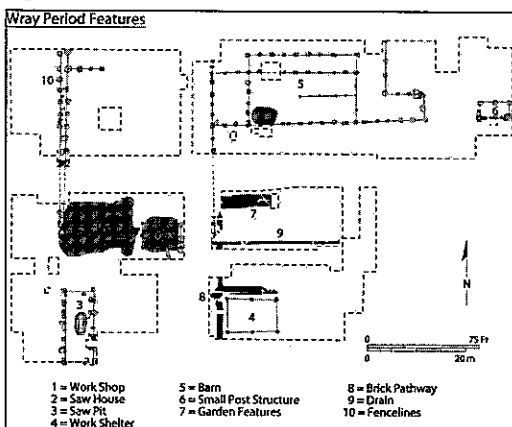 Wray Period Features
10
5
6
7
9
3
8
4
N
0 75 Ft
0 20 m
1 = Work Shop
2 = Saw House
3 = Saw Pit
4 = Work Shelter
5 = Barn
6 = Small Post Structure
7 = Garden Features
8 = Brick Pathway
9 = Drain
10 = Fencelines